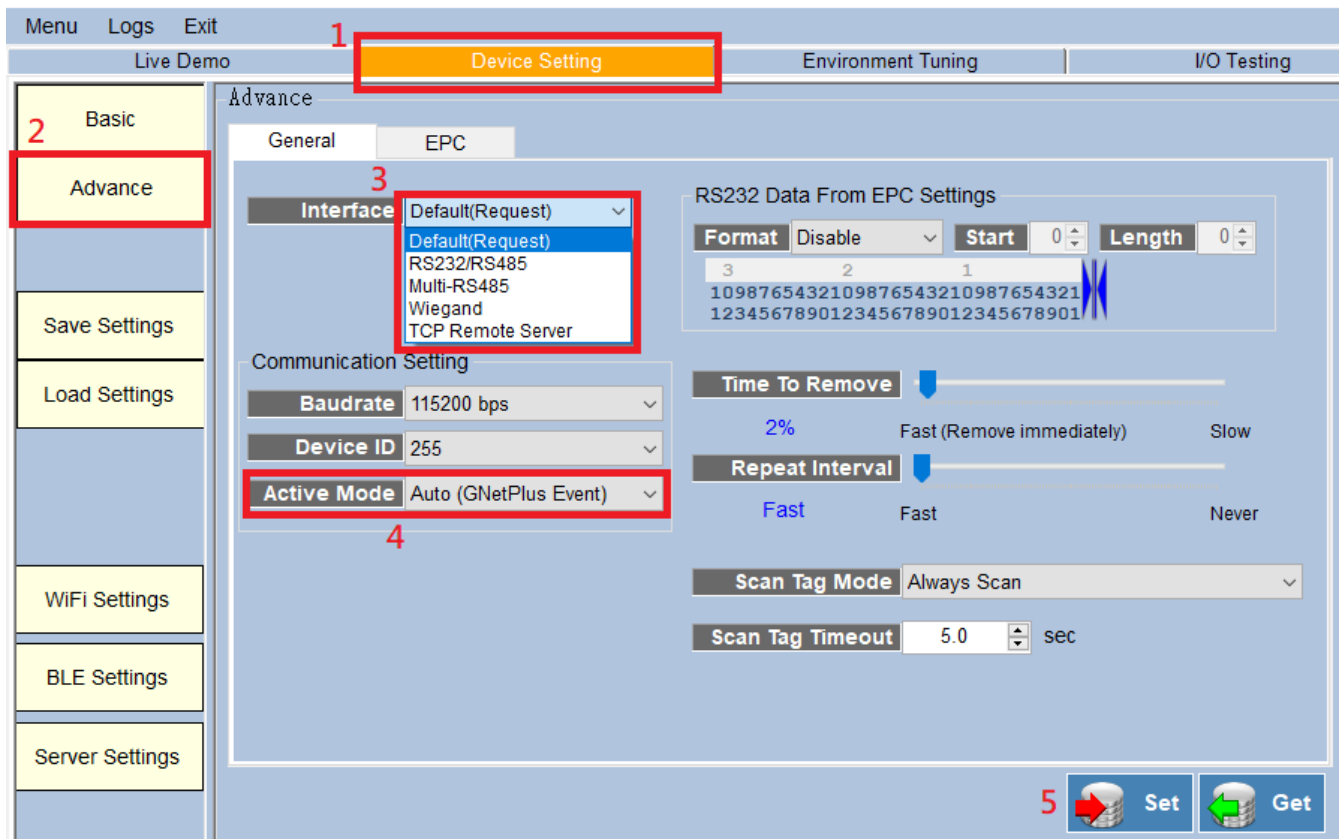 Menu Logs Exit
1
Live Demo Device Setting Environment Tuning I/O Testing
2
Basic
Advance
Save Settings
Load Settings
WiFi Settings
BLE Settings
Server Settings
Advance
General EPC
3
Interface Default(Request)
Default(Request)
RS232/RS485
Multi-RS485
Wiegand
TCP Remote Server
Communication Setting
Baudrate 115200 bps
Device ID 255
Active Mode Auto (GNetPlus Event)
4
RS232 Data From EPC Settings
Format Disable Start 0 Length 0
3 2 1
1098765432109876543210987654321
1234567890123456789012345678901
Time To Remove
2% Fast (Remove immediately) Slow
Repeat Interval
Fast Fast Never
Scan Tag Mode Always Scan
Scan Tag Timeout 5.0 sec
5 Set Get